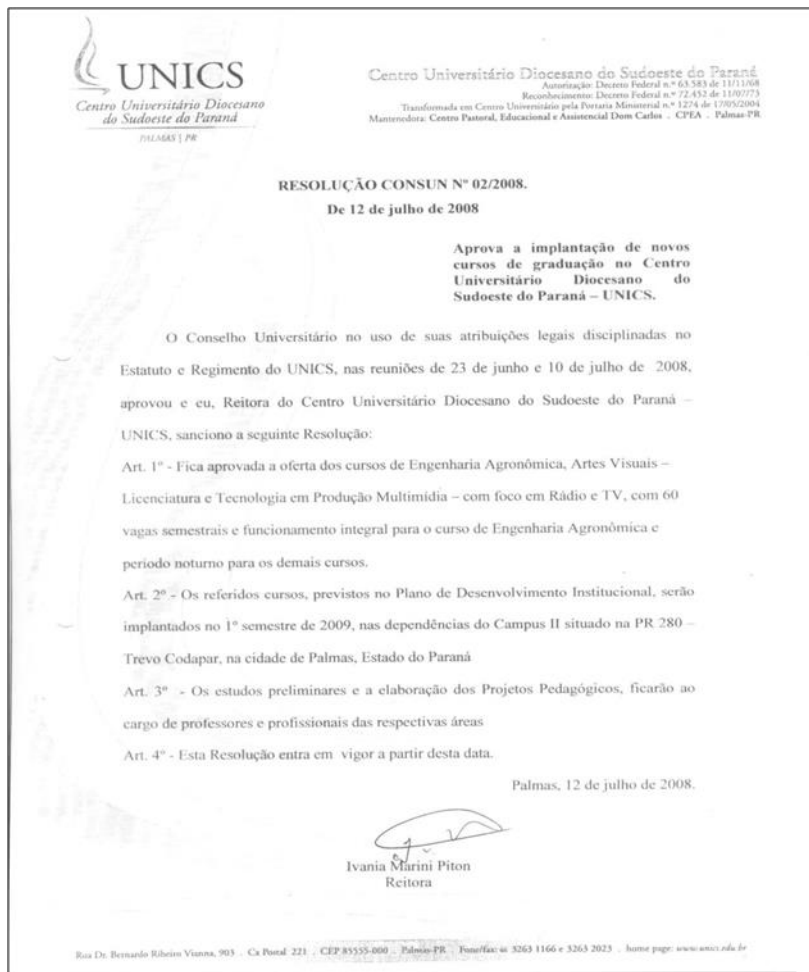 UNICS
Centro Universitário Diocesano
do Sudoeste do Paraná
PALMAS | PR
Centro Universitário Diocesano do Sudoeste do Paraná
Autorização: Decreto Federal n.º 63.583 de 11/11/68
Reconhecimento: Decreto Federal n.º 72.452 de 11/07/73
Transformada em Centro Universitário pela Portaria Ministerial n.º 1274 de 17/05/2004
Mantenedora: Centro Pastoral, Educacional e Assistencial Dom Carlos . CPEA . Palmas-PR
RESOLUÇÃO CONSUN Nº 02/2008.
De 12 de julho de 2008
Aprova a implantação de novos
cursos de graduação no Centro
Universitário Diocesano do
Sudoeste do Paraná – UNICS.
O Conselho Universitário no uso de suas atribuições legais disciplinadas no
Estatuto e Regimento do UNICS, nas reuniões de 23 de junho e 10 de julho de 2008,
aprovou e eu, Reitora do Centro Universitário Diocesano do Sudoeste do Paraná –
UNICS, sanciono a seguinte Resolução:
Art. 1º - Fica aprovada a oferta dos cursos de Engenharia Agronômica, Artes Visuais –
Licenciatura e Tecnologia em Produção Multimídia – com foco em Rádio e TV, com 60
vagas semestrais e funcionamento integral para o curso de Engenharia Agronômica e
período noturno para os demais cursos.
Art. 2º - Os referidos cursos, previstos no Plano de Desenvolvimento Institucional, serão
implantados no 1º semestre de 2009, nas dependências do Campus II situado na PR 280 –
Trevo Codapar, na cidade de Palmas, Estado do Paraná
Art. 3º - Os estudos preliminares e a elaboração dos Projetos Pedagógicos, ficarão ao
cargo de professores e profissionais das respectivas áreas
Art. 4º - Esta Resolução entra em vigor a partir desta data.
Palmas, 12 de julho de 2008.
Ivania Marini Piton
Reitora
Rua Dr. Bernardo Ribeiro Vianna, 903 . Cx Postal 221 . CEP 85555-000 . Palmas-PR . Fone/fax: 46 3263 1166 e 3263 2023 . home page: www.unics.edu.br